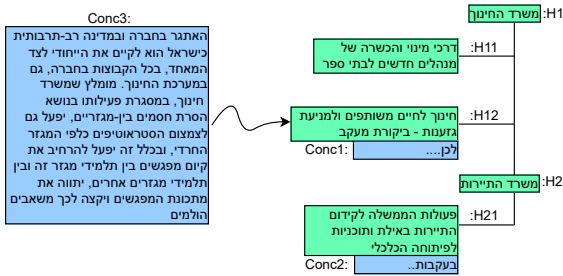 Conc3:
האתגר בחברה ובמדינה רב-תרבותית
כישראל הוא לקיים את הייחודי לצד
המאחד, בכל הקבוצות בחברה, גם
במערכת החינוך. מומלץ שמשרד
חינוך, במסגרת פעילותו בנושא
הסרת חסמים בין-מגזריים, יפעל גם
לצמצום הסטראוטיפים כלפי המגזר
החרדי, ובכלל זה יפעל להרחיב את
קיום מפגשים בין תלמידי מגזר זה ובין
תלמידי מגזרים אחרים, יתווה את
מתכונת המפגשים ויקצה לכך משאבים
הולמים
H1: משרד החינוך
H11:
דרכי מינוי והכשרה של
מנהלים חדשים לבתי ספר
H12:
חינוך לחיים משותפים ולמניעת
גזענות - ביקורת מעקב
Conc1: לכן....
H2: משרד התיירות
H21:
פעולות הממשלה לקידום
התיירות באילת ותוכניות
לפיתוחה הכלכלי
Conc2: בעקבות..